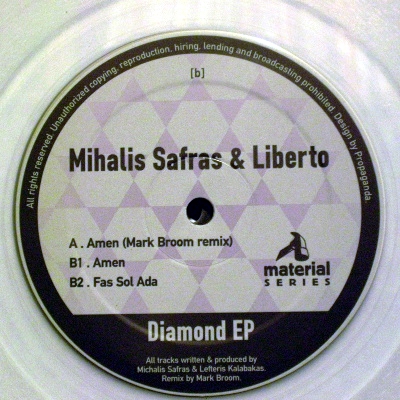 All rights reserved. Unauthorized copying, reproduction, hiring, lending and broadcasting prohibited. Design by Propaganda.
[b]
Mihalis Safras & Liberto
A . Amen (Mark Broom remix)
B1 . Amen
B2 . Fas Sol Ada
material
SERIES
Diamond EP
All tracks written & produced by
Michalis Safras & Lefteris Kalabakas.
Remix by Mark Broom.